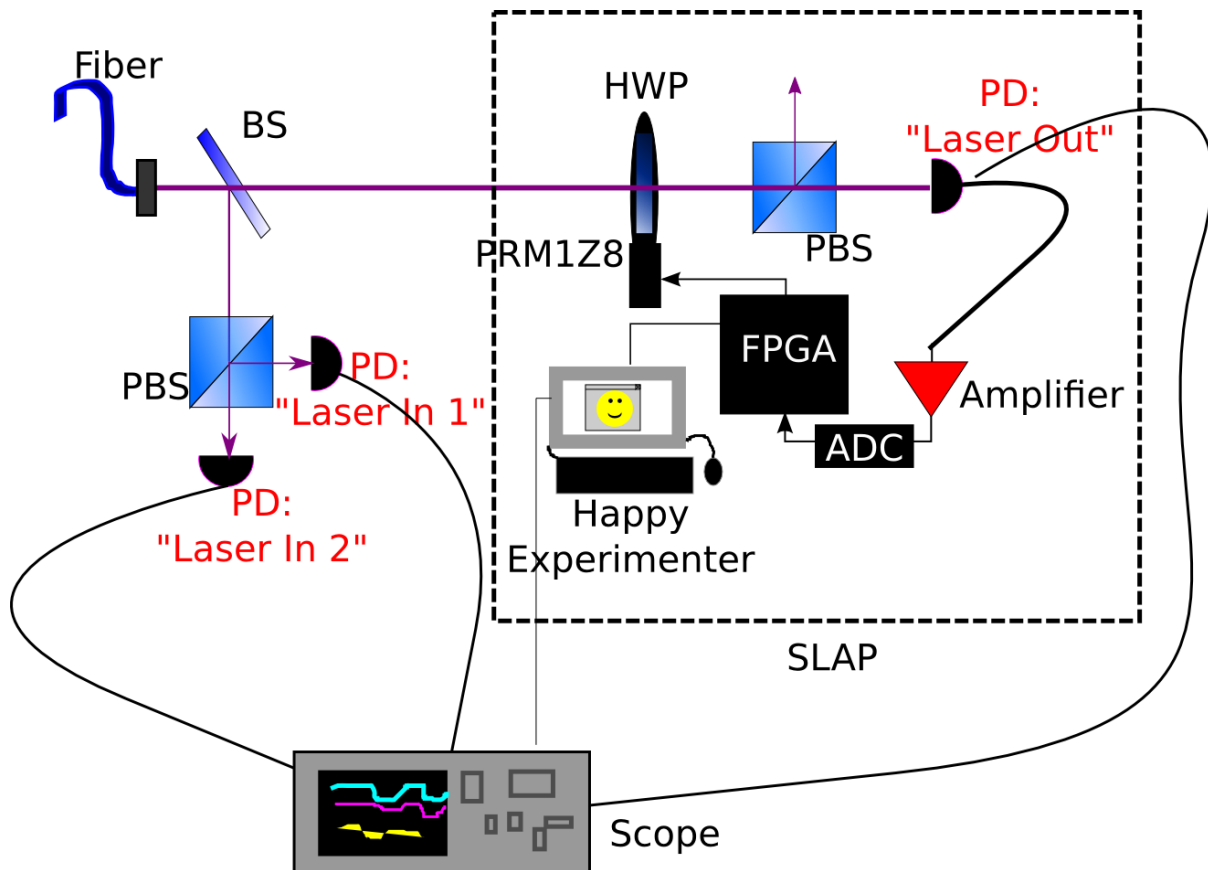 Fiber
BS
HWP
PD:
"Laser Out"
PRM1Z8
PBS
FPGA
PBS
PD:
"Laser In 1"
Amplifier
ADC
PD:
"Laser In 2"
Happy
Experimenter
SLAP
Scope